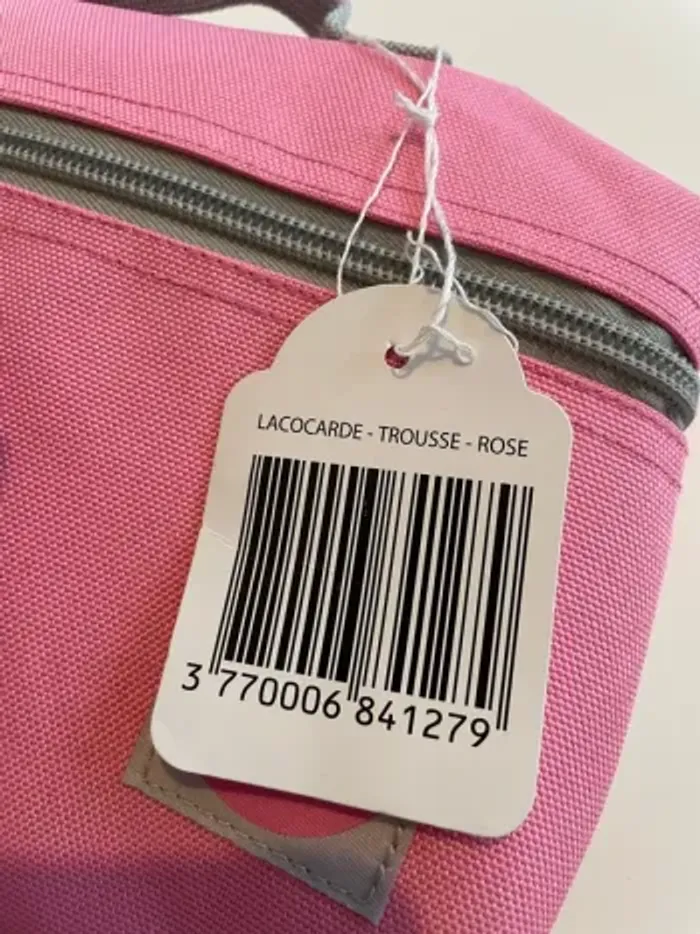 LACOCARDE - TROUSSE - ROSE
3 770006 841279